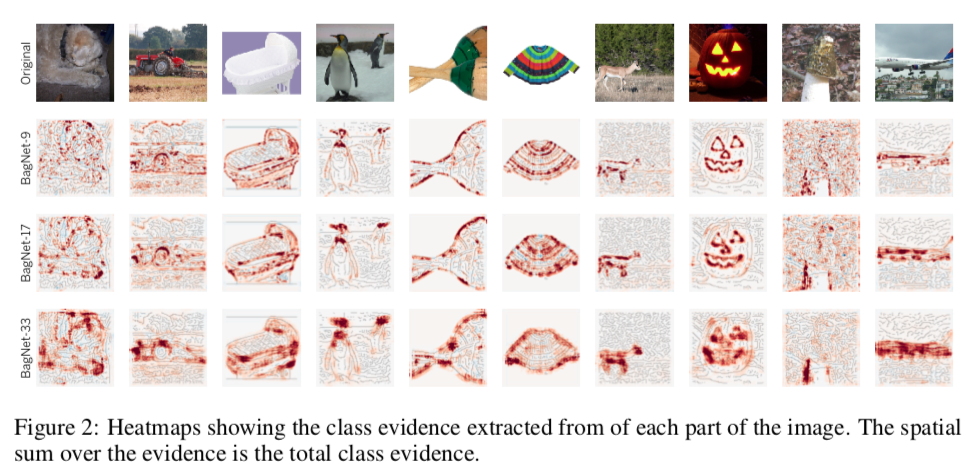 Original
BagNet-9
BagNet-17
BagNet-33
Figure 2: Heatmaps showing the class evidence extracted from of each part of the image. The spatial
sum over the evidence is the total class evidence.